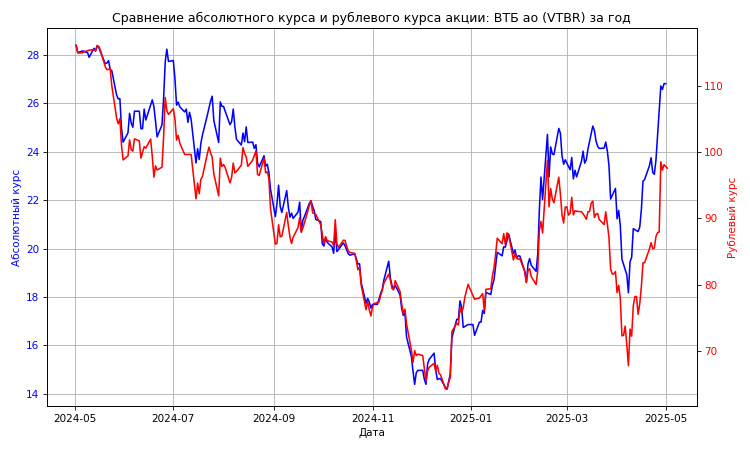 Сравнение абсолютного курса и рублевого курса акции: ВТБ ао (VTBR) за год
28
26
24
22
20
18
16
14
Абсолютный курс
110
100
90
80
70
Рублевый курс
2024-05 2024-07 2024-09 2024-11 2025-01 2025-03 2025-05
Дата